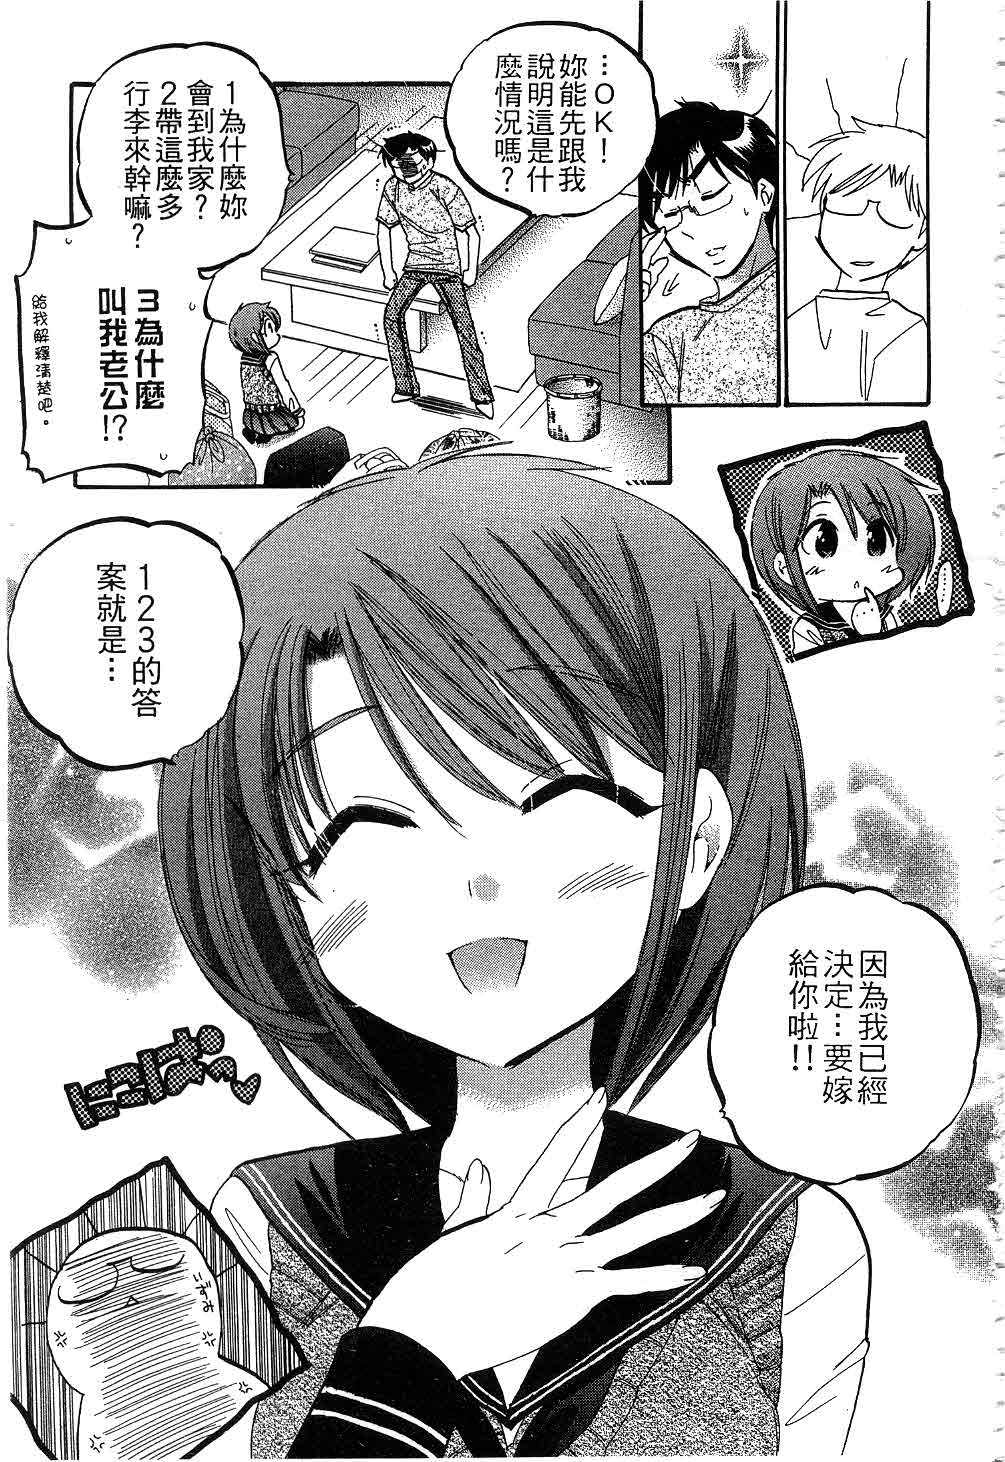 …OK！
妳能先跟我
說明這是什
麼情況嗎？
1為什麼妳
會到我家？
2帶這麼多
行李來幹嘛？
3為什麼
叫我老公!?
給我解釋清楚吧。
……
123的答
案就是…
因為我已經
決定…要嫁
給你啦!!
にこぱぁ～♥